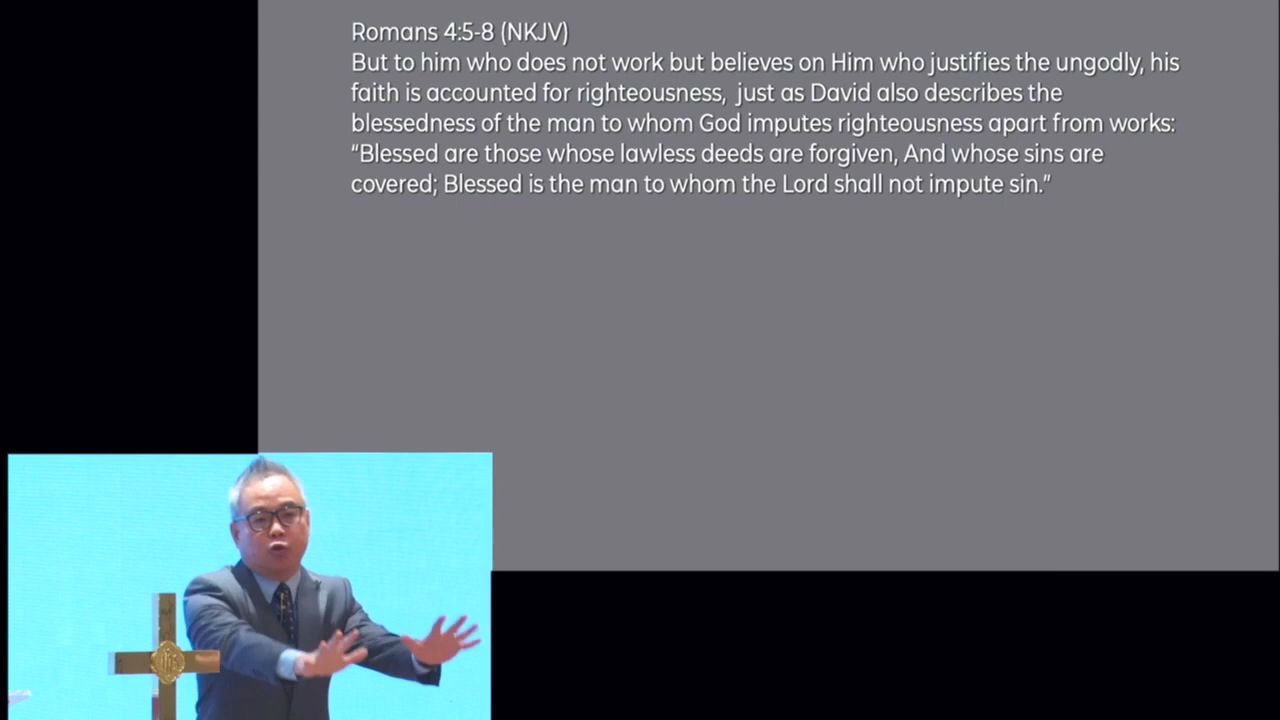 Romans 4:5-8 (NKJV)
But to him who does not work but believes on Him who justifies the ungodly, his
faith is accounted for righteousness,  just as David also describes the
blessedness of the man to whom God imputes righteousness apart from works:
“Blessed are those whose lawless deeds are forgiven, And whose sins are
covered; Blessed is the man to whom the Lord shall not impute sin.”